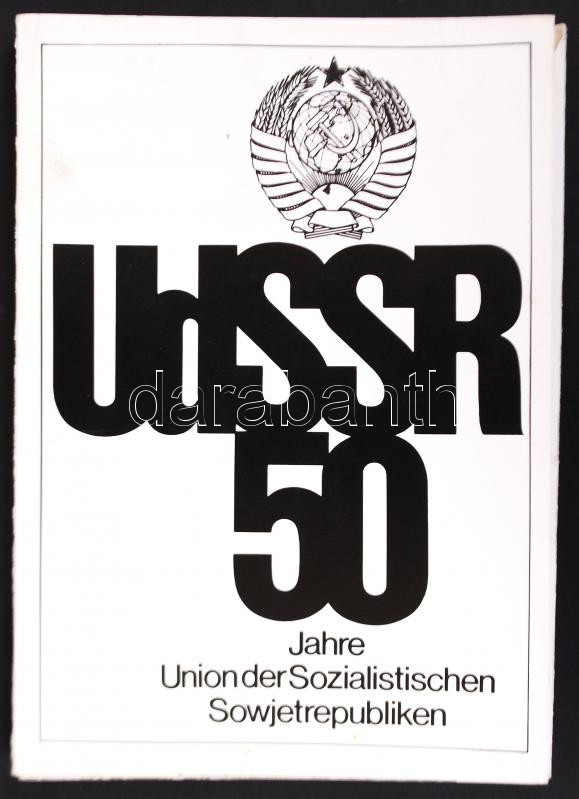 UdSSR
darabanth
50
Jahre
Union der Sozialistischen
Sowjetrepubliken